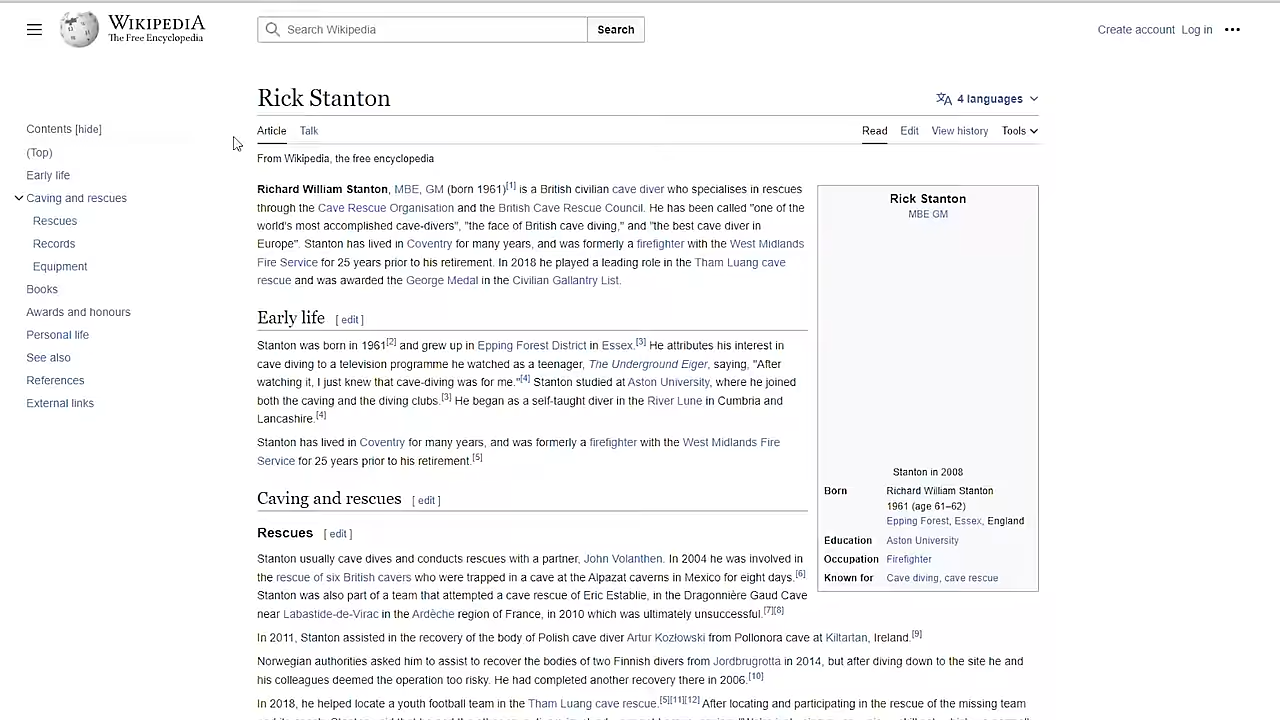 WIKIPEDIA
The Free Encyclopedia
Search Wikipedia
Search
Create account Log in
Rick Stanton
4 languages
Contents [hide]
(Top)
Early life
Caving and rescues
Rescues
Records
Equipment
Books
Awards and honours
Personal life
See also
References
External links
Article Talk
Read Edit View history Tools
From Wikipedia, the free encyclopedia
Richard William Stanton, MBE, GM (born 1961)[1] is a British civilian cave diver who specialises in rescues
through the Cave Rescue Organisation and the British Cave Rescue Council. He has been called "one of the
world's most accomplished cave-divers", "the face of British cave diving," and "the best cave diver in
Europe". Stanton has lived in Coventry for many years, and was formerly a firefighter with the West Midlands
Fire Service for 25 years prior to his retirement. In 2018 he played a leading role in the Tham Luang cave
rescue and was awarded the George Medal in the Civilian Gallantry List.
Early life [ edit ]
Stanton was born in 1961[2] and grew up in Epping Forest District in Essex.[3] He attributes his interest in
cave diving to a television programme he watched as a teenager, The Underground Eiger, saying, "After
watching it, I just knew that cave-diving was for me."[4] Stanton studied at Aston University, where he joined
both the caving and the diving clubs.[3] He began as a self-taught diver in the River Lune in Cumbria and
Lancashire.[4]
Stanton has lived in Coventry for many years, and was formerly a firefighter with the West Midlands Fire
Service for 25 years prior to his retirement.[5]
Caving and rescues [ edit ]
Rescues [ edit ]
Stanton usually cave dives and conducts rescues with a partner, John Volanthen. In 2004 he was involved in
the rescue of six British cavers who were trapped in a cave at the Alpazat caverns in Mexico for eight days.[6]
Stanton was also part of a team that attempted a cave rescue of Eric Establie, in the Dragonnière Gaud Cave
near Labastide-de-Virac in the Ardèche region of France, in 2010 which was ultimately unsuccessful.[7][8]
In 2011, Stanton assisted in the recovery of the body of Polish cave diver Artur Kozłowski from Pollonora cave at Kiltartan, Ireland.[9]
Norwegian authorities asked him to assist to recover the bodies of two Finnish divers from Jordbrugrotta in 2014, but after diving down to the site he and
his colleagues deemed the operation too risky. He had completed another recovery there in 2006.[10]
In 2018, he helped locate a youth football team in the Tham Luang cave rescue.[5][11][12] After locating and participating in the rescue of the missing team
Rick Stanton
MBE GM
Stanton in 2008
Born Richard William Stanton
1961 (age 61–62)
Epping Forest, Essex, England
Education Aston University
Occupation Firefighter
Known for Cave diving, cave rescue